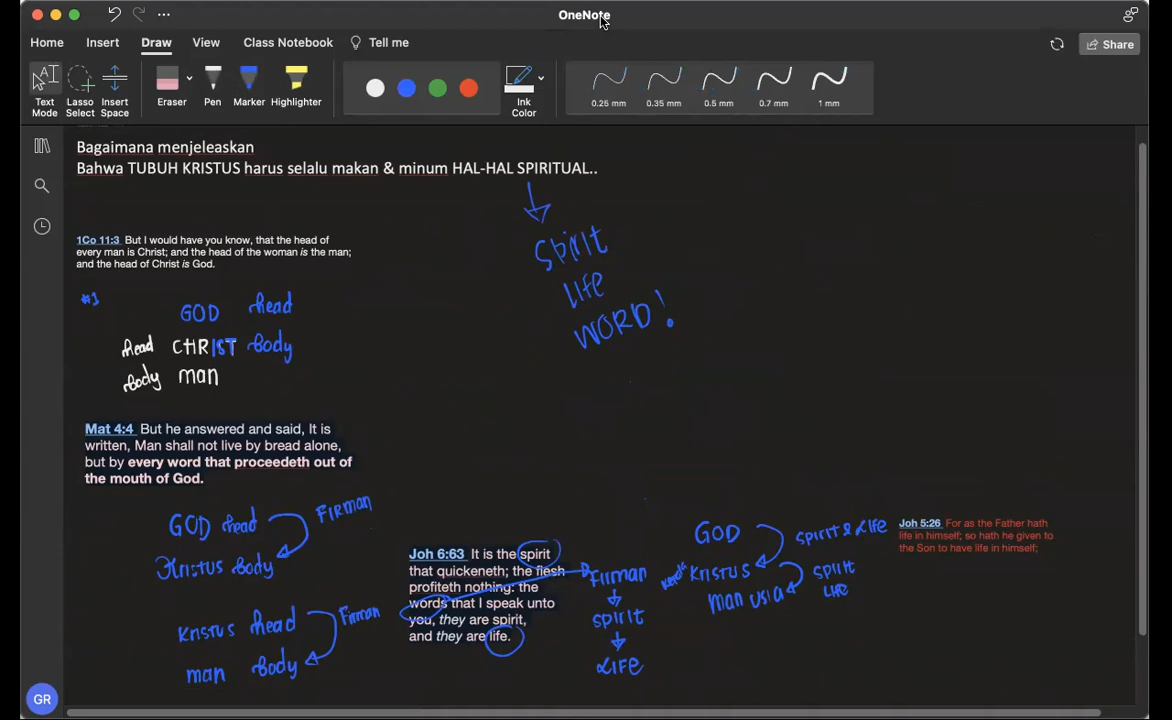 OneNote
Home Insert Draw View Class Notebook Tell me
Share
Text Mode
Lasso Select
Insert Space
Eraser
Pen
Marker
Highlighter
Ink Color
0.25 mm
0.35 mm
0.5 mm
0.7 mm
1 mm
Bagaimana menjeleaskan
Bahwa TUBUH KRISTUS harus selalu makan & minum HAL-HAL SPIRITUAL..
Spirit
Life
WORD!
1Co 11:3 But I would have you know, that the head of
every man is Christ; and the head of the woman is the man;
and the head of Christ is God.
#1
GOD head
head CHRIST body
body man
Mat 4:4 But he answered and said, It is
written, Man shall not live by bread alone,
but by every word that proceedeth out of
the mouth of God.
GOD head
Firman
Kristus body
Kristus head
Firman
man body
Joh 6:63 It is the spirit
that quickeneth; the flesh
profiteth nothing: the
words that I speak unto
you, they are spirit,
and they are life.
Firman
Spirit
Life
GOD
Spirit & Life
Kepala Kristus
Spirit
Life
Manusia
Joh 5:26 For as the Father hath
life in himself; so hath he given to
the Son to have life in himself;
GR